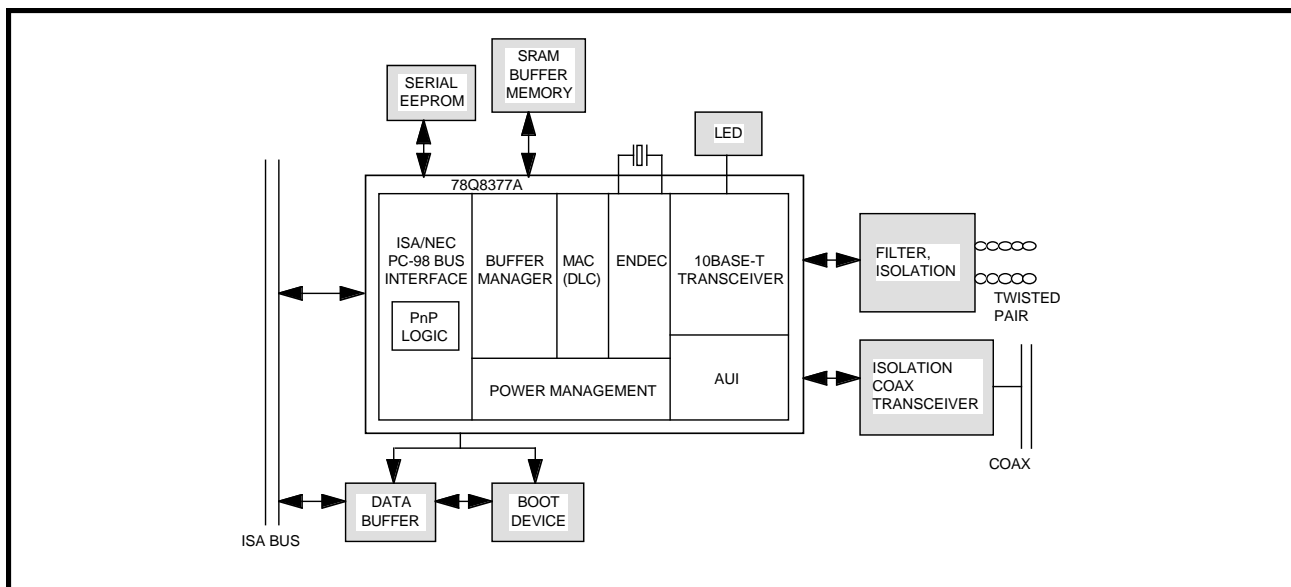 SRAM
BUFFER
MEMORY
SERIAL
EEPROM
LED
78Q8377A
ISA/NEC
PC-98 BUS
INTERFACE
PnP
LOGIC
BUFFER
MANAGER
MAC
(DLC)
ENDEC
10BASE-T
TRANSCEIVER
POWER MANAGEMENT
AUI
FILTER,
ISOLATION
TWISTED
PAIR
ISOLATION
COAX
TRANSCEIVER
COAX
DATA
BUFFER
BOOT
DEVICE
ISA BUS